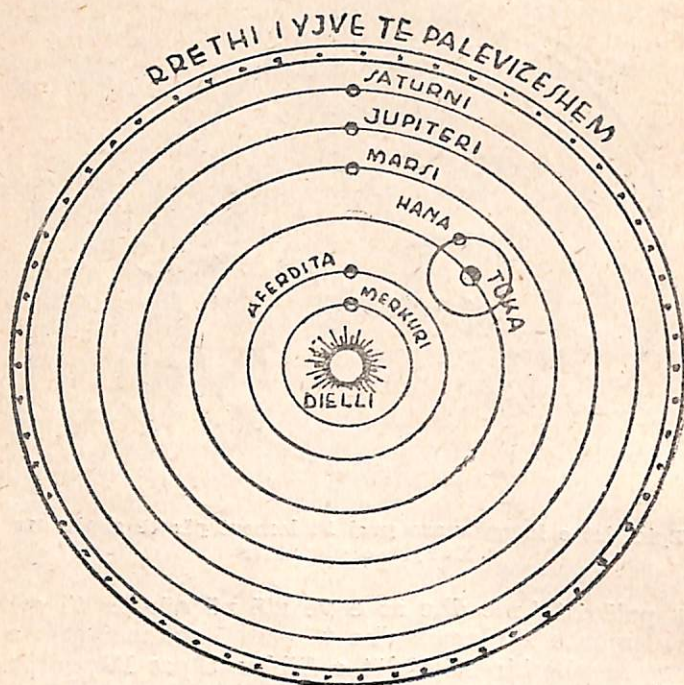 RRETHI I YJVE TE PALEVIZESHEM
SATURNI
JUPITERI
MARSI
HANA
TOKA
AFERDITA
MERKURI
DIELLI